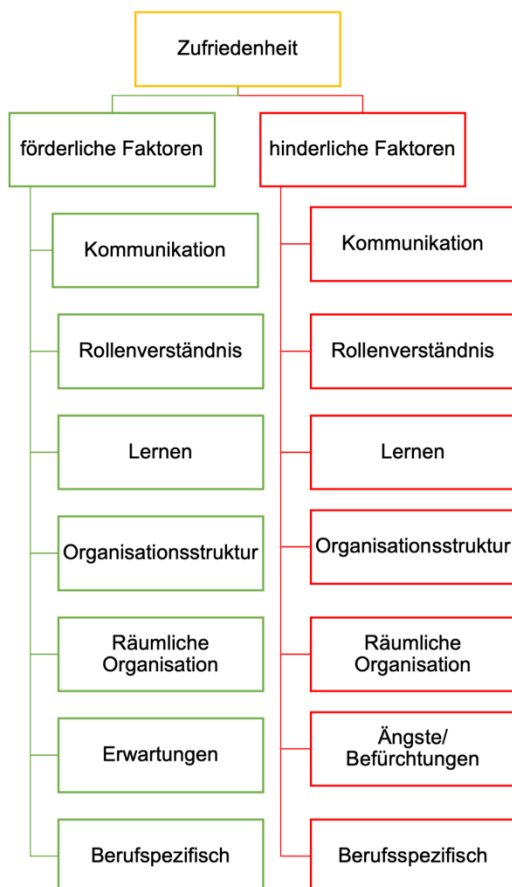 Zufriedenheit
förderliche Faktoren
hinderliche Faktoren
Kommunikation
Kommunikation
Rollenverständnis
Rollenverständnis
Lernen
Lernen
Organisationsstruktur
Organisationsstruktur
Räumliche
Organisation
Räumliche
Organisation
Erwartungen
Ängste/
Befürchtungen
Berufspezifisch
Berufsspezifisch